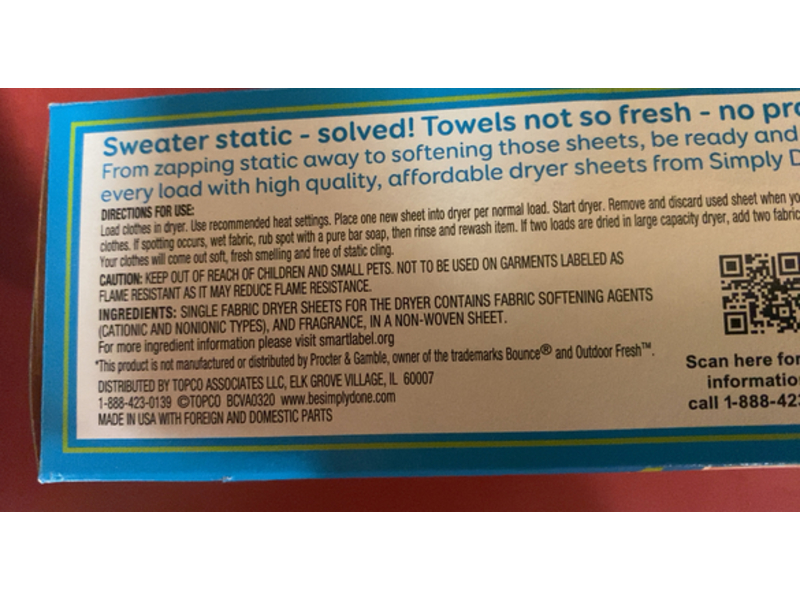 Sweater static - solved! Towels not so fresh - no pro
From zapping static away to softening those sheets, be ready and
every load with high quality, affordable dryer sheets from Simply D
DIRECTIONS FOR USE:
Load clothes in dryer. Use recommended heat settings. Place one new sheet into dryer per normal load. Start dryer. Remove and discard used sheet when yo
clothes. If spotting occurs, wet fabric, rub spot with a pure bar soap, then rinse and rewash item. If two loads are dried in large capacity dryer, add two fabric
Your clothes will come out soft, fresh smelling and free of static cling.
CAUTION: KEEP OUT OF REACH OF CHILDREN AND SMALL PETS. NOT TO BE USED ON GARMENTS LABELED AS
FLAME RESISTANT AS IT MAY REDUCE FLAME RESISTANCE.
INGREDIENTS: SINGLE FABRIC DRYER SHEETS FOR THE DRYER CONTAINS FABRIC SOFTENING AGENTS
(CATIONIC AND NONIONIC TYPES), AND FRAGRANCE, IN A NON-WOVEN SHEET.
For more ingredient information please visit smartlabel.org
*This product is not manufactured or distributed by Procter & Gamble, owner of the trademarks Bounce® and Outdoor Fresh™.
DISTRIBUTED BY TOPCO ASSOCIATES LLC, ELK GROVE VILLAGE, IL 60007
1-888-423-0139 ©TOPCO BCVA0320 www.besimplydone.com
MADE IN USA WITH FOREIGN AND DOMESTIC PARTS
Scan here for
informatio
call 1-888-423